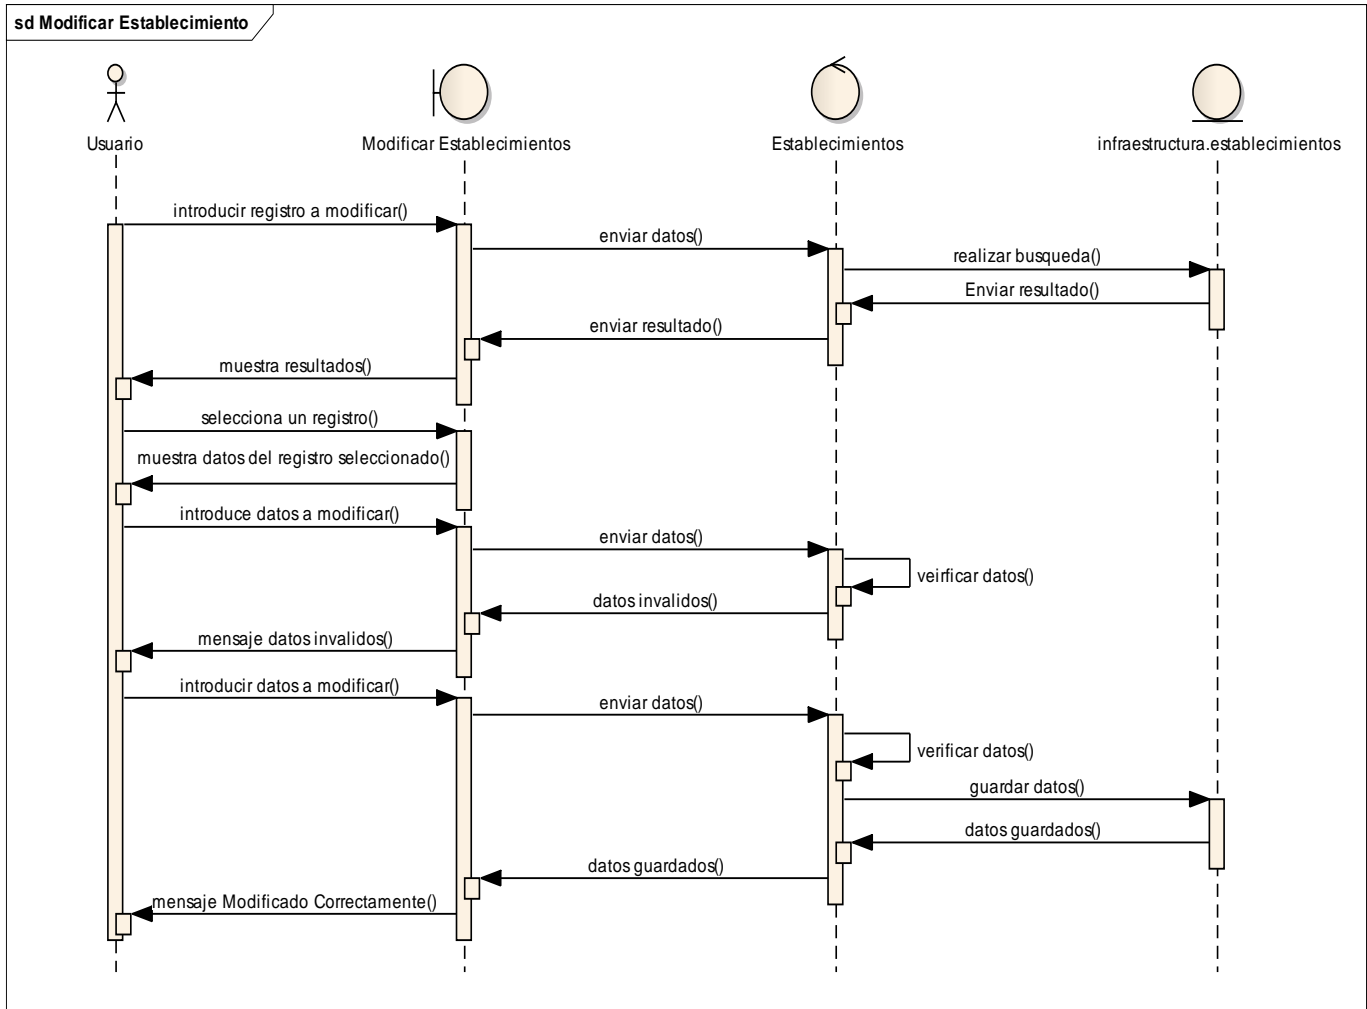 sd Modificar Establecimiento
Usuario
Modificar Establecimientos
Establecimientos
infraestructura.establecimientos
introducir registro a modificar()
enviar datos()
realizar busqueda()
Enviar resultado()
enviar resultado()
muestra resultados()
selecciona un registro()
muestra datos del registro seleccionado()
introduce datos a modificar()
enviar datos()
veirficar datos()
datos invalidos()
mensaje datos invalidos()
introducir datos a modificar()
enviar datos()
verificar datos()
guardar datos()
datos guardados()
datos guardados()
mensaje Modificado Correctamente()